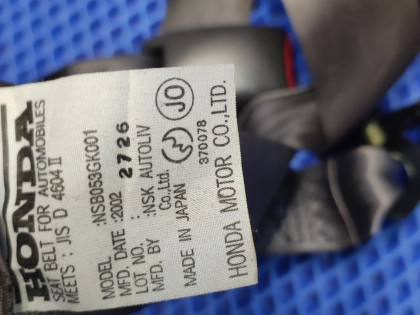 HONDA
SEAT BELT FOR AUTOMOBILES
MEETS : JIS D 4604 II
MODEL :NSB053GK001
MFD. DATE :2002
LOT NO. : 2726
MFD. BY :NSK AUTOLIV
Co.,Ltd.
MADE IN JAPAN
JO
370078
HONDA MOTOR CO.,LTD.